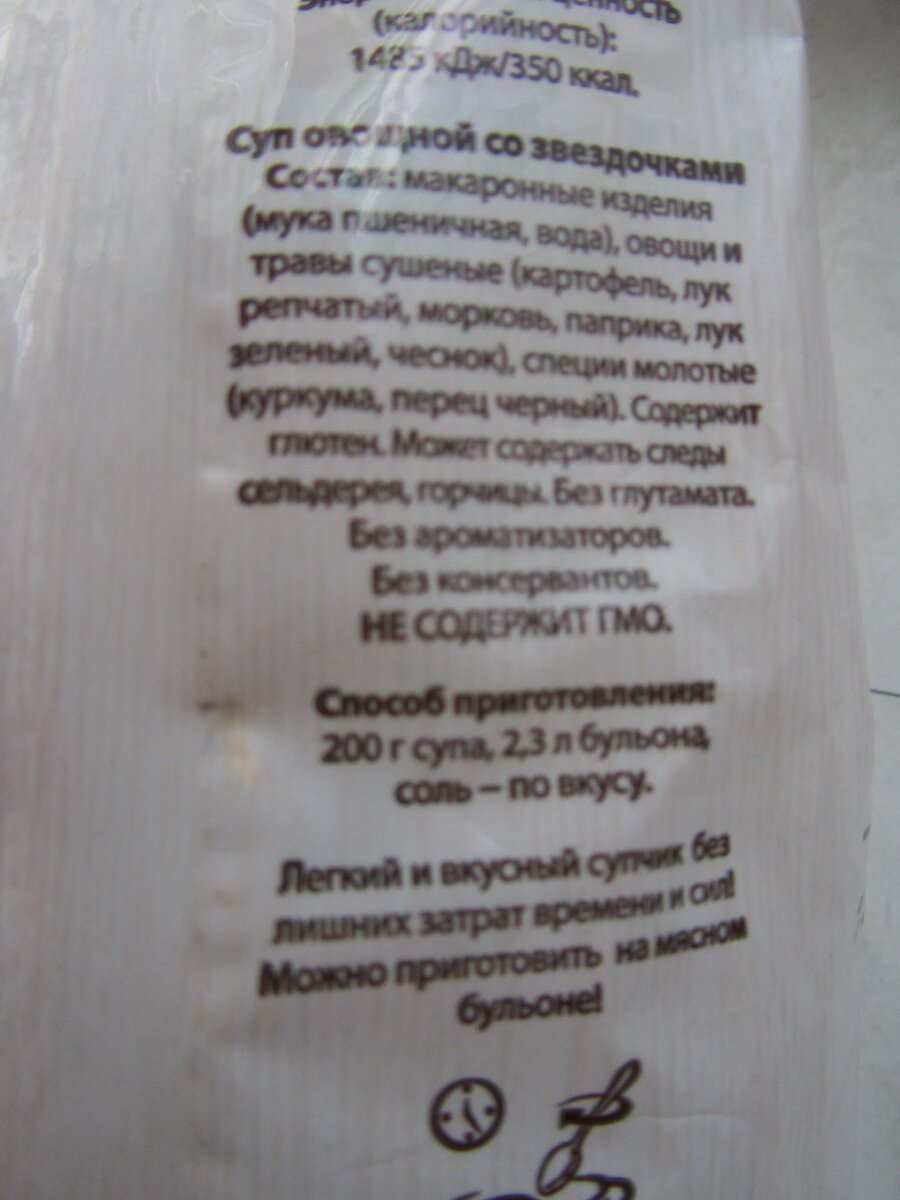 (калорийность):
1485 кДж/350 ккал.
Суп овощной со звездочками
Состав: макаронные изделия
(мука пшеничная, вода), овощи и
травы сушеные (картофель, лук
репчатый, морковь, паприка, лук
зеленый, чеснок), специи молотые
(куркума, перец черный). Содержит
глютен. Может содержать следы
сельдерея, горчицы. Без глутамата.
Без ароматизаторов.
Без консервантов.
НЕ СОДЕРЖИТ ГМО.
Способ приготовления:
200 г супа, 2,3 л бульона,
соль – по вкусу.
Легкий и вкусный супчик без
лишних затрат времени и сил!
Можно приготовить на мясном
бульоне!